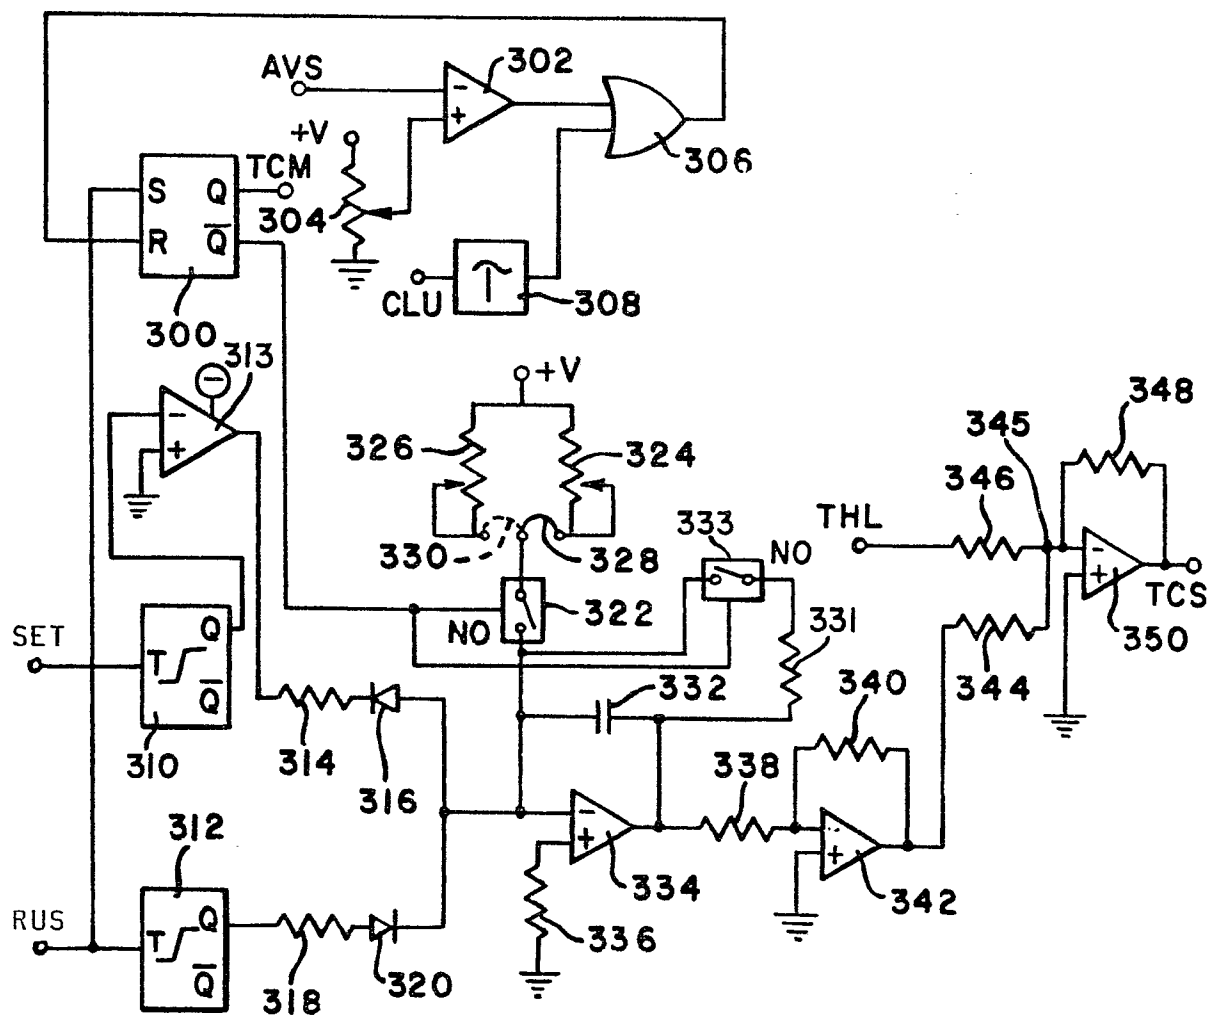 AVS
302
+V
TCM
306
S Q
304
R Q̅
CLU
308
300
313
+V
348
326
324
345
346
THL
333
NO
330
328
TCS
SET
Q
322
NO
331
350
T
332
Q̅
340
344
310
314
338
316
312
334
342
RUS
Q
T
336
Q̅
318
320